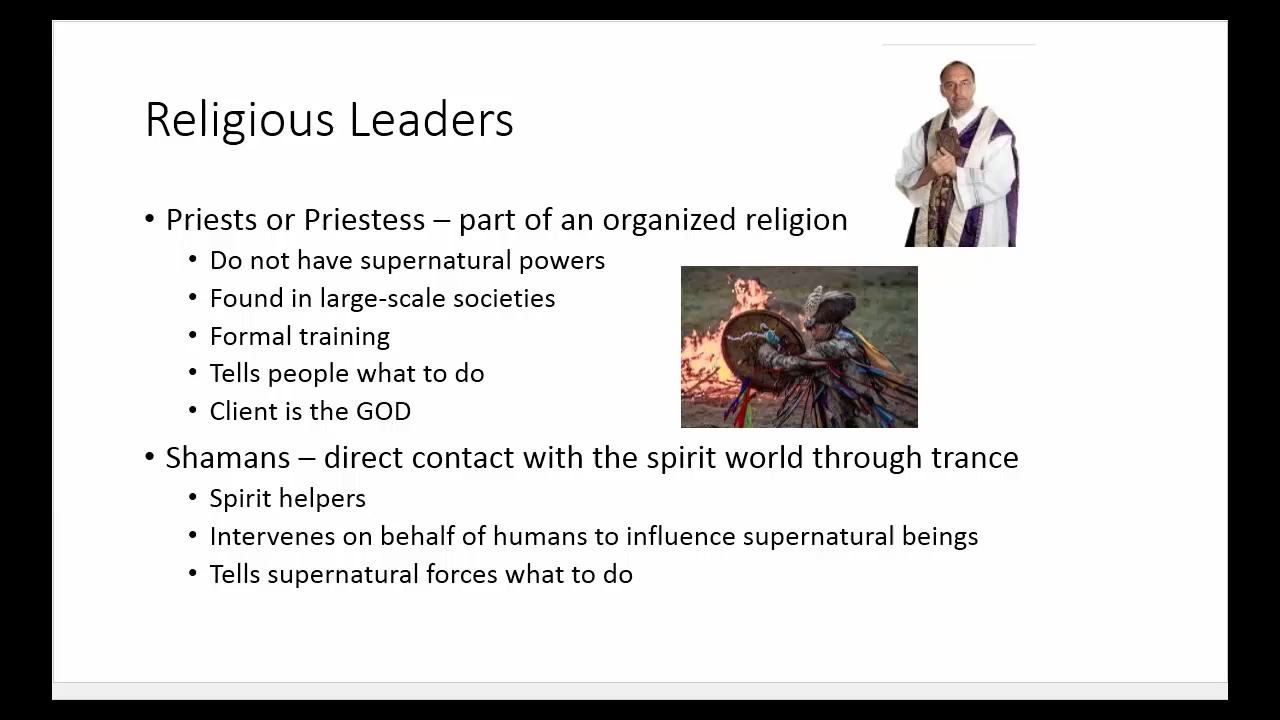 Religious Leaders
• Priests or Priestess – part of an organized religion
• Do not have supernatural powers
• Found in large-scale societies
• Formal training
• Tells people what to do
• Client is the GOD
• Shamans – direct contact with the spirit world through trance
• Spirit helpers
• Intervenes on behalf of humans to influence supernatural beings
• Tells supernatural forces what to do